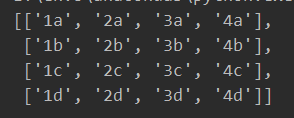 [['1a', '2a', '3a', '4a'],
['1b', '2b', '3b', '4b'],
['1c', '2c', '3c', '4c'],
['1d', '2d', '3d', '4d']]